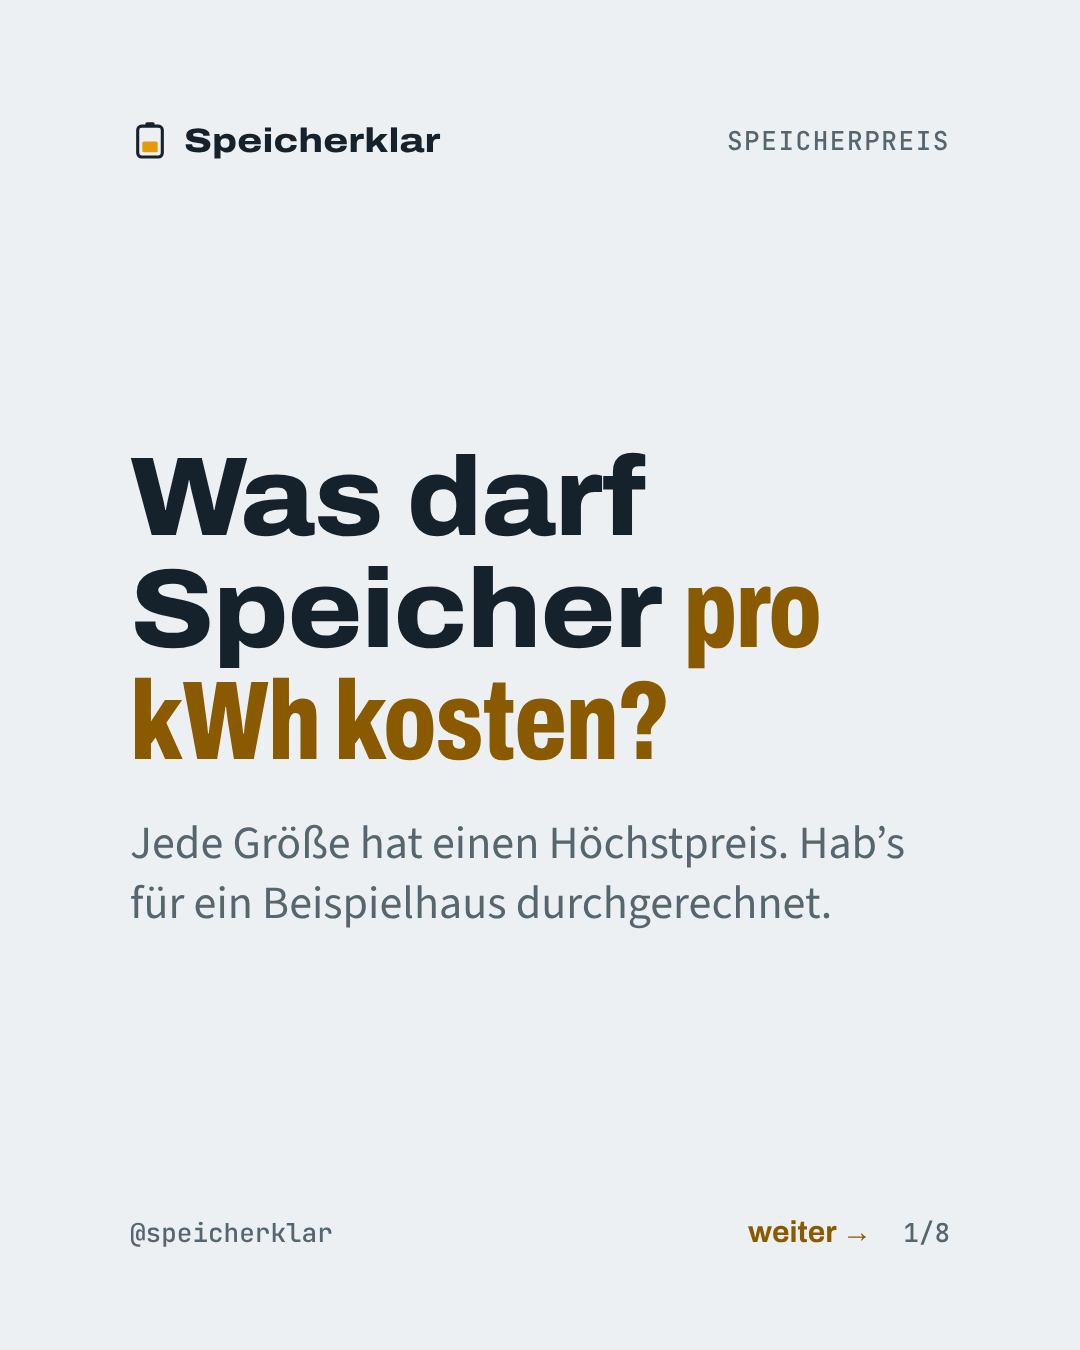 Speicherklar
SPEICHERPREIS
Was darf
Speicher pro
kWh kosten?
Jede Größe hat einen Höchstpreis. Hab’s
für ein Beispielhaus durchgerechnet.
@speicherklar
weiter →
1/8